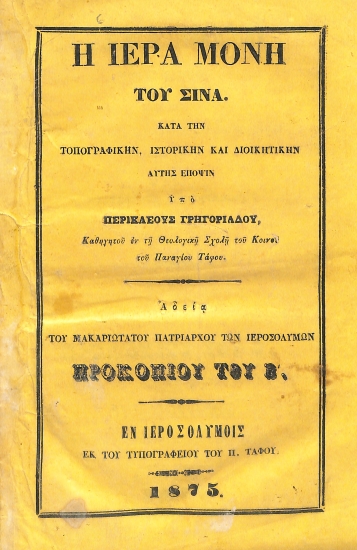 Η ΙΕΡΑ ΜΟΝΗ
ΤΟΥ ΣΙΝΑ.
ΚΑΤΑ ΤΗΝ
ΤΟΠΟΓΡΑΦΙΚΗΝ, ΙΣΤΟΡΙΚΗΝ ΚΑΙ ΔΙΟΙΚΗΤΙΚΗΝ
ΑΥΤΗΣ ΕΠΟΨΙΝ
ὑπὸ
ΠΕΡΙΚΛΕΟΥΣ ΓΡΗΓΟΡΙΑΔΟΥ,
Καθηγητοῦ ἐν τῇ Θεολογικῇ Σχολῇ τοῦ Κοινοῦ
τοῦ Παναγίου Τάφου.
Ἀδείᾳ
ΤΟΥ ΜΑΚΑΡΙΩΤΑΤΟΥ ΠΑΤΡΙΑΡΧΟΥ ΤΩΝ ΙΕΡΟΣΟΛΥΜΩΝ
ΠΡΟΚΟΠΙΟΥ ΤΟΥ Β.
ΕΝ ΙΕΡΟΣΟΛΥΜΟΙΣ
ΕΚ ΤΟΥ ΤΥΠΟΓΡΑΦΕΙΟΥ ΤΟΥ Π. ΤΑΦΟΥ.
1875.